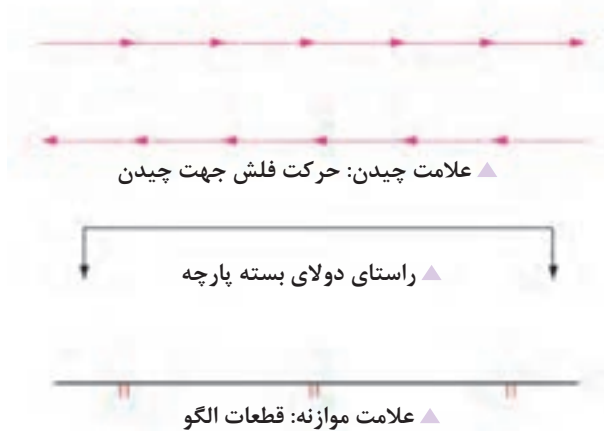 علامت چیدن: حرکت فلش جهت چیدن
راستای دولای بسته پارچه
علامت موازنه: قطعات الگو